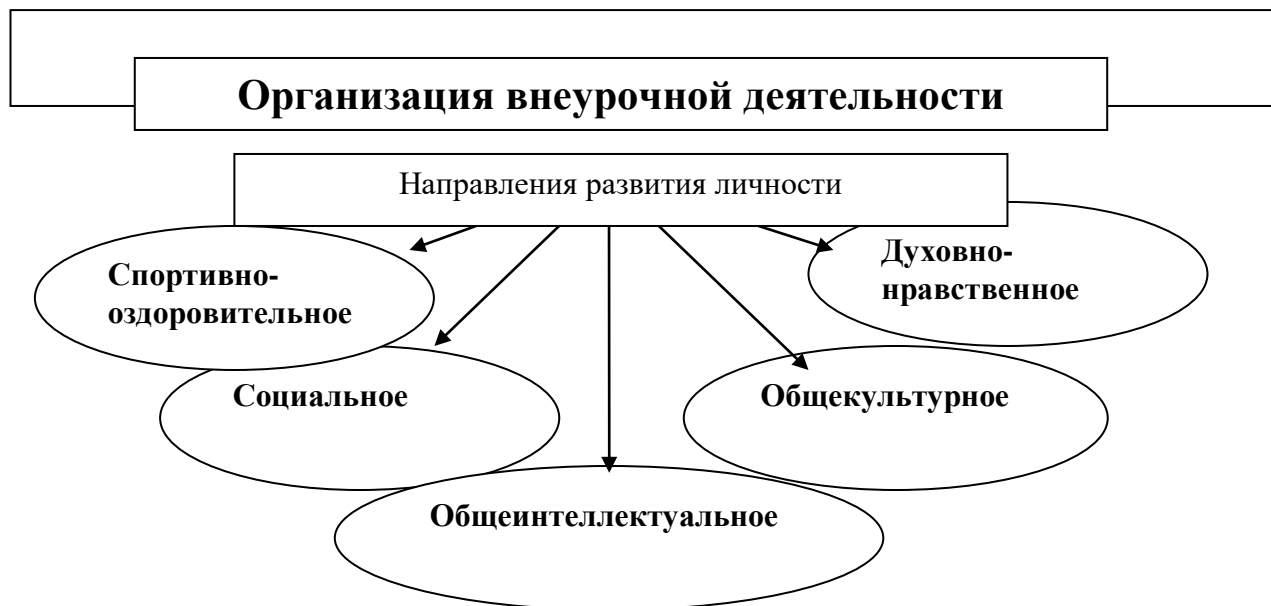 Организация внеурочной деятельности
Направления развития личности
Спортивно-
оздоровительное
Духовно-
нравственное
Социальное
Общекультурное
Общеинтеллектуальное